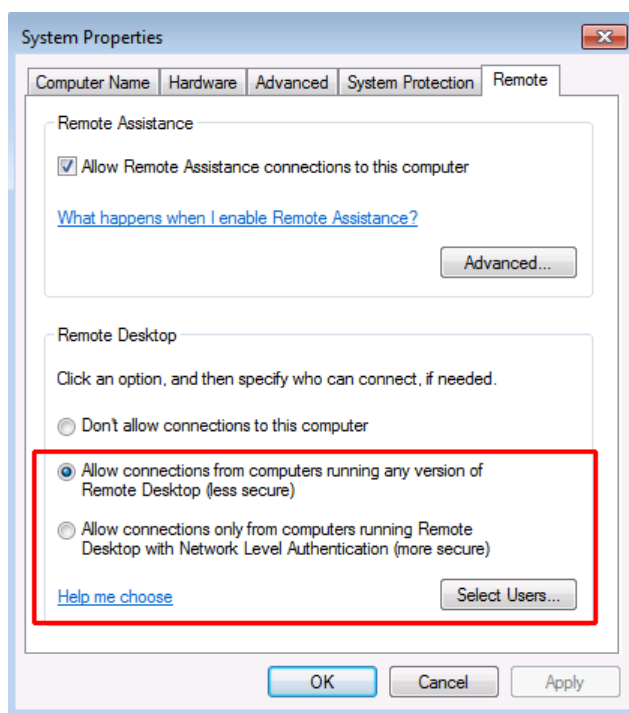 System Properties
Computer Name Hardware Advanced System Protection Remote
Remote Assistance
Allow Remote Assistance connections to this computer
What happens when I enable Remote Assistance?
Advanced...
Remote Desktop
Click an option, and then specify who can connect, if needed.
Don't allow connections to this computer
Allow connections from computers running any version of
Remote Desktop (less secure)
Allow connections only from computers running Remote
Desktop with Network Level Authentication (more secure)
Help me choose
Select Users...
OK Cancel Apply